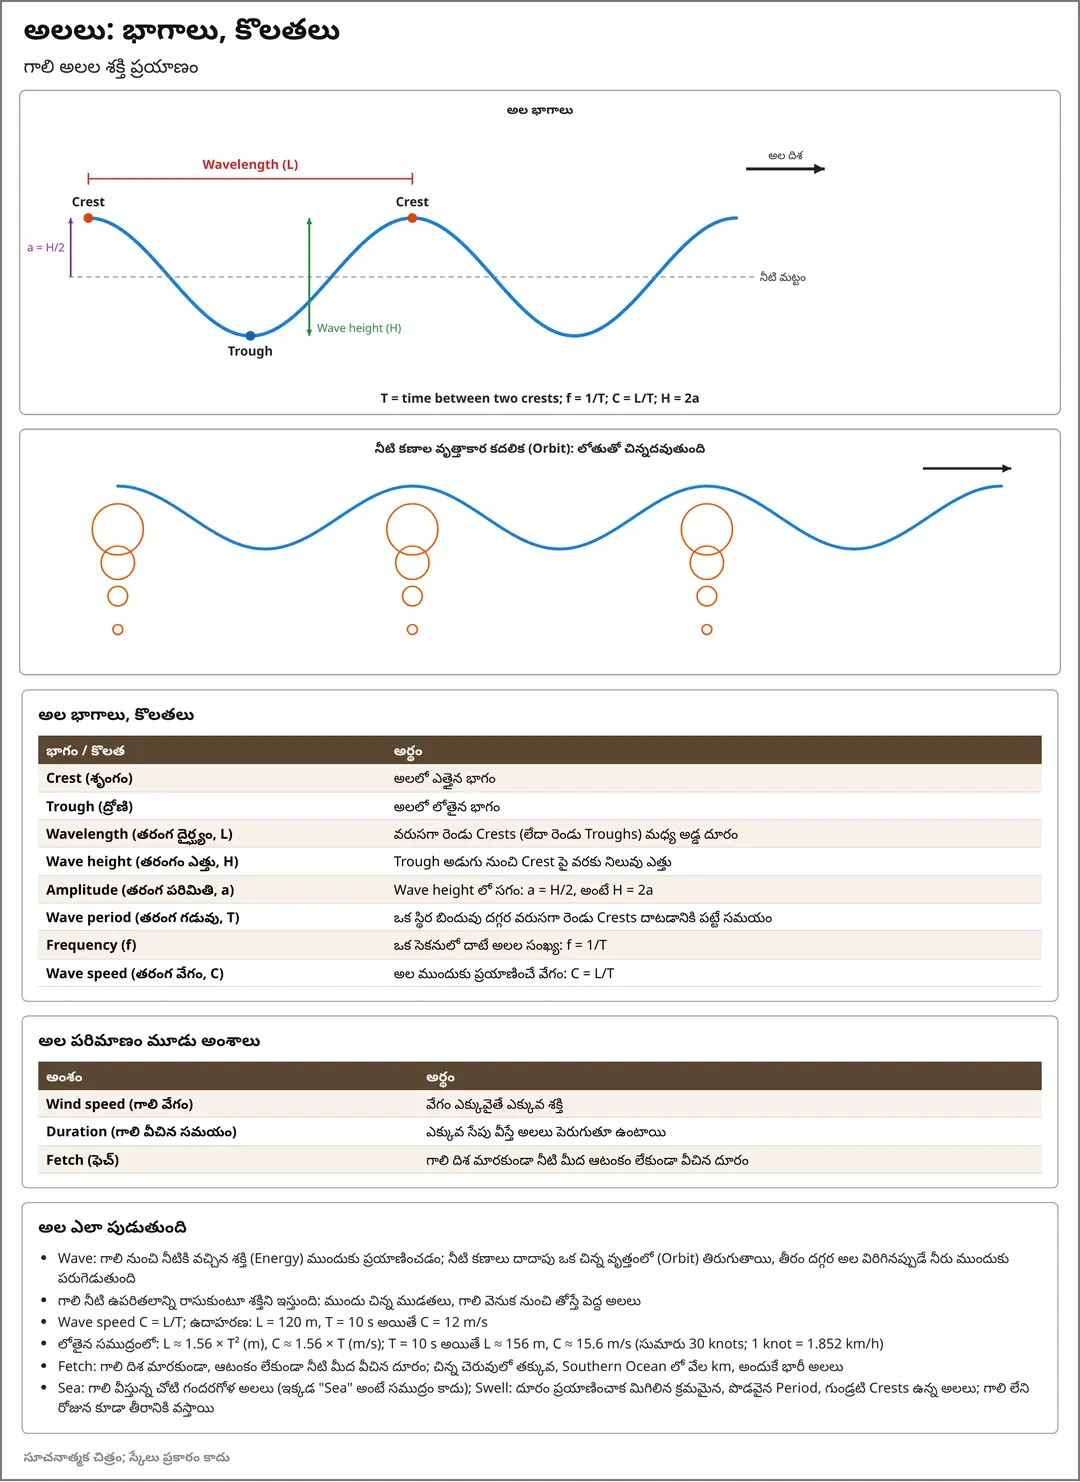 అలలు: భాగాలు, కొలతలు
గాలి అలల శక్తి ప్రయాణం
అల భాగాలు
అల దిశ
Wavelength (L)
Crest
Crest
a = H/2
నీటి మట్టం
Wave height (H)
Trough
T = time between two crests; f = 1/T; C = L/T; H = 2a
నీటి కణాల వృత్తాకార కదలిక (Orbit): లోతుతో చిన్నదవుతుంది
అల భాగాలు, కొలతలు
భాగం / కొలత	అర్థం
Crest (శృంగం)	అలలో ఎత్తైన భాగం
Trough (ద్రోణి)	అలలో లోతైన భాగం
Wavelength (తరంగ దైర్ఘ్యం, L)	వరుసగా రెండు Crests (లేదా రెండు Troughs) మధ్య అడ్డ దూరం
Wave height (తరంగం ఎత్తు, H)	Trough అడుగు నుంచి Crest పై వరకు నిలువు ఎత్తు
Amplitude (తరంగ పరిమితి, a)	Wave height లో సగం: a = H/2, అంటే H = 2a
Wave period (తరంగ గడువు, T)	ఒక స్థిర బిందువు దగ్గర వరుసగా రెండు Crests దాటడానికి పట్టే సమయం
Frequency (f)	ఒక సెకనులో దాటే అలల సంఖ్య: f = 1/T
Wave speed (తరంగ వేగం, C)	అల ముందుకు ప్రయాణించే వేగం: C = L/T
అల పరిమాణం మూడు అంశాలు
అంశం	అర్థం
Wind speed (గాలి వేగం)	వేగం ఎక్కువైతే ఎక్కువ శక్తి
Duration (గాలి వీచిన సమయం)	ఎక్కువ సేపు వీస్తే అలలు పెరుగుతూ ఉంటాయి
Fetch (ఫెచ్)	గాలి దిశ మారకుండా నీటి మీద ఆటంకం లేకుండా వీచిన దూరం
అల ఎలా పుడుతుంది
• Wave: గాలి నుంచి నీటికి వచ్చిన శక్తి (Energy) ముందుకు ప్రయాణించడం; నీటి కణాలు దాదాపు ఒక చిన్న వృత్తంలో (Orbit) తిరుగుతాయి, తీరం దగ్గర అల విరిగినప్పుడే నీరు ముందుకు
పరుగెడుతుంది
• గాలి నీటి ఉపరితలాన్ని రాసుకుంటూ శక్తిని ఇస్తుంది: ముందు చిన్న ముడతలు, గాలి వెనుక నుంచి తోస్తే పెద్ద అలలు
• Wave speed C = L/T; ఉదాహరణ: L = 120 m, T = 10 s అయితే C = 12 m/s
• లోతైన సముద్రంలో: L ≈ 1.56 × T² (m), C ≈ 1.56 × T (m/s); T = 10 s అయితే L ≈ 156 m, C ≈ 15.6 m/s (సుమారు 30 knots; 1 knot = 1.852 km/h)
• Fetch: గాలి దిశ మారకుండా, ఆటంకం లేకుండా నీటి మీద వీచిన దూరం; చిన్న చెరువులో తక్కువ, Southern Ocean లో వేల km, అందుకే భారీ అలలు
• Sea: గాలి వీస్తున్న చోటి గందరగోళ అలలు (ఇక్కడ "Sea" అంటే సముద్రం కాదు); Swell: దూరం ప్రయాణించాక మిగిలిన క్రమమైన, పొడవైన Period, గుండ్రటి Crests ఉన్న అలలు; గాలి లేని
రోజున కూడా తీరానికి వస్తాయి
సూచనాత్మక చిత్రం; స్కేలు ప్రకారం కాదు